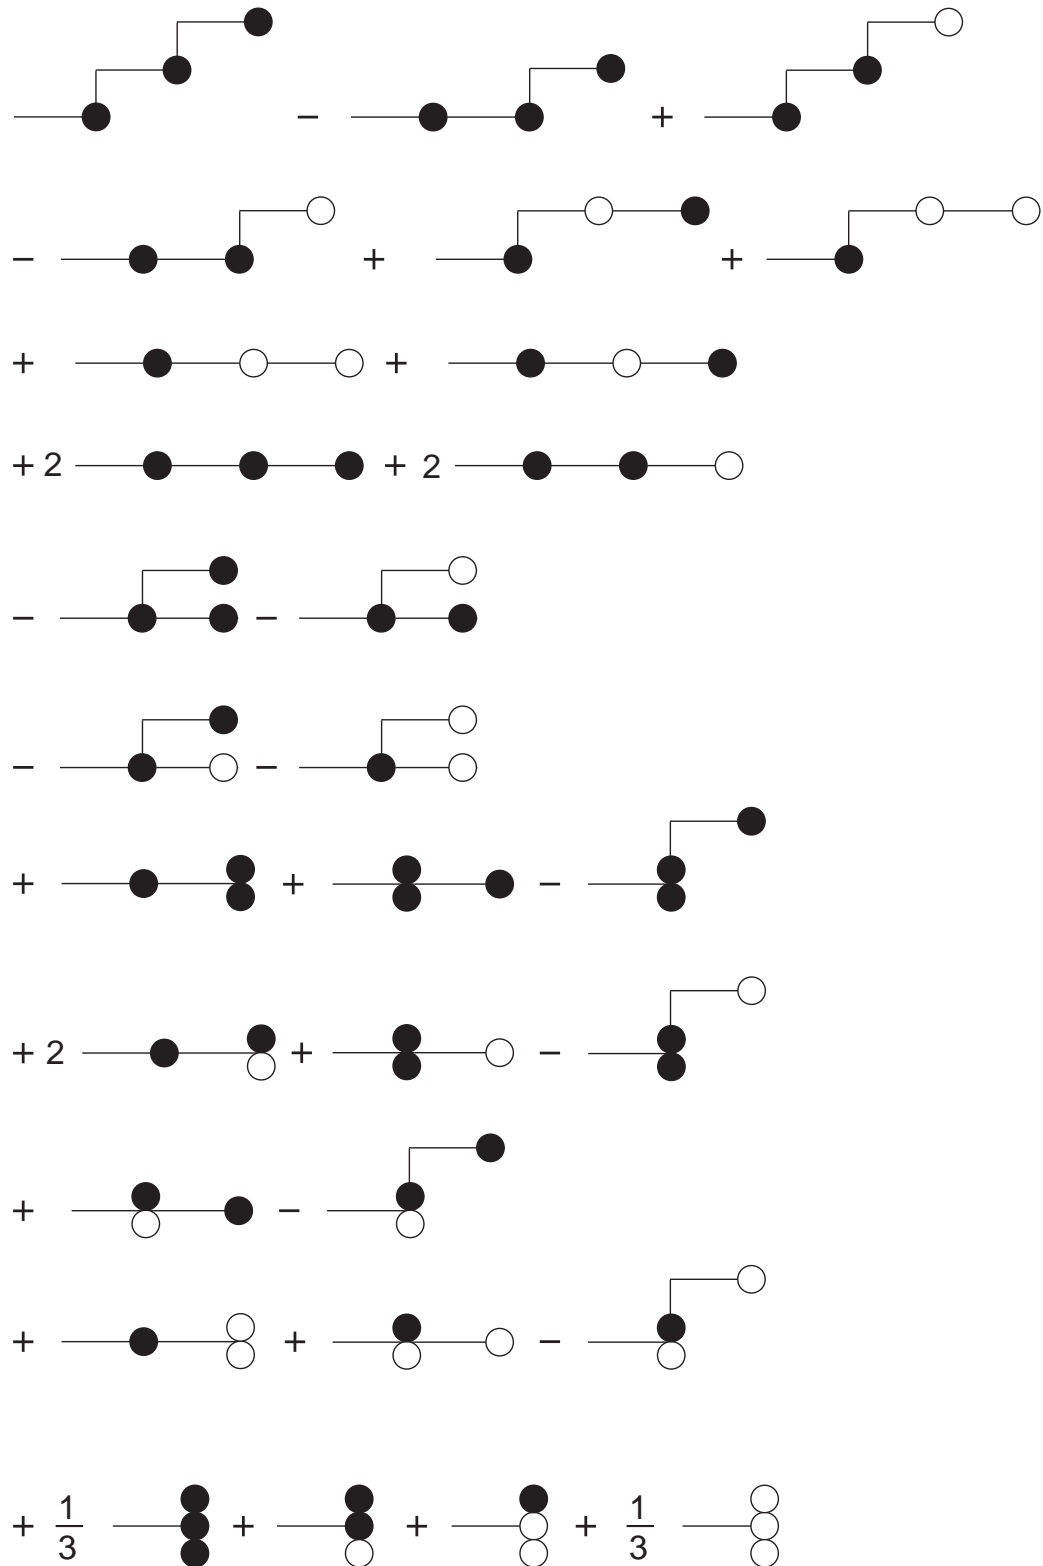 − +
− + +
+ +
+ 2 + 2
− −
− −
+ + −
+ 2 + −
+ −
+ + −
+ 1/3 + + + 1/3